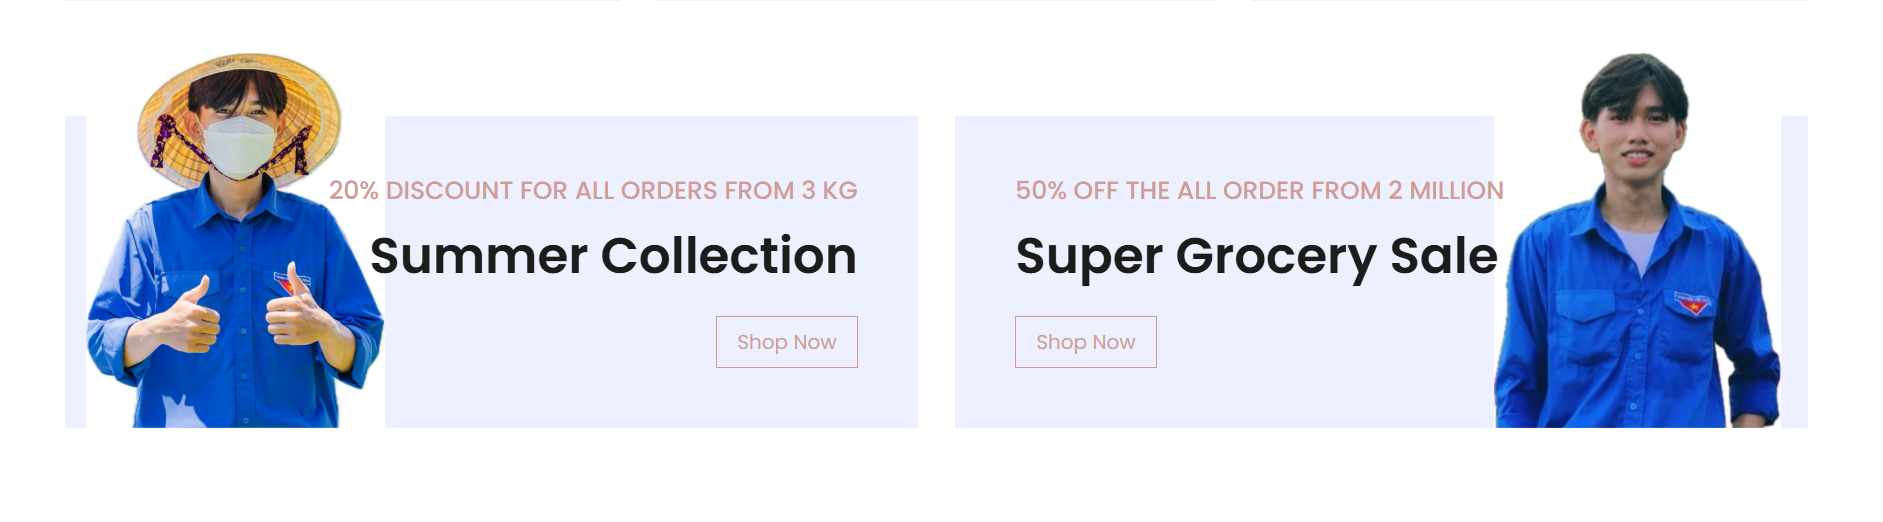 20% DISCOUNT FOR ALL ORDERS FROM 3 KG
Summer Collection
Shop Now
50% OFF THE ALL ORDER FROM 2 MILLION
Super Grocery Sale
Shop Now